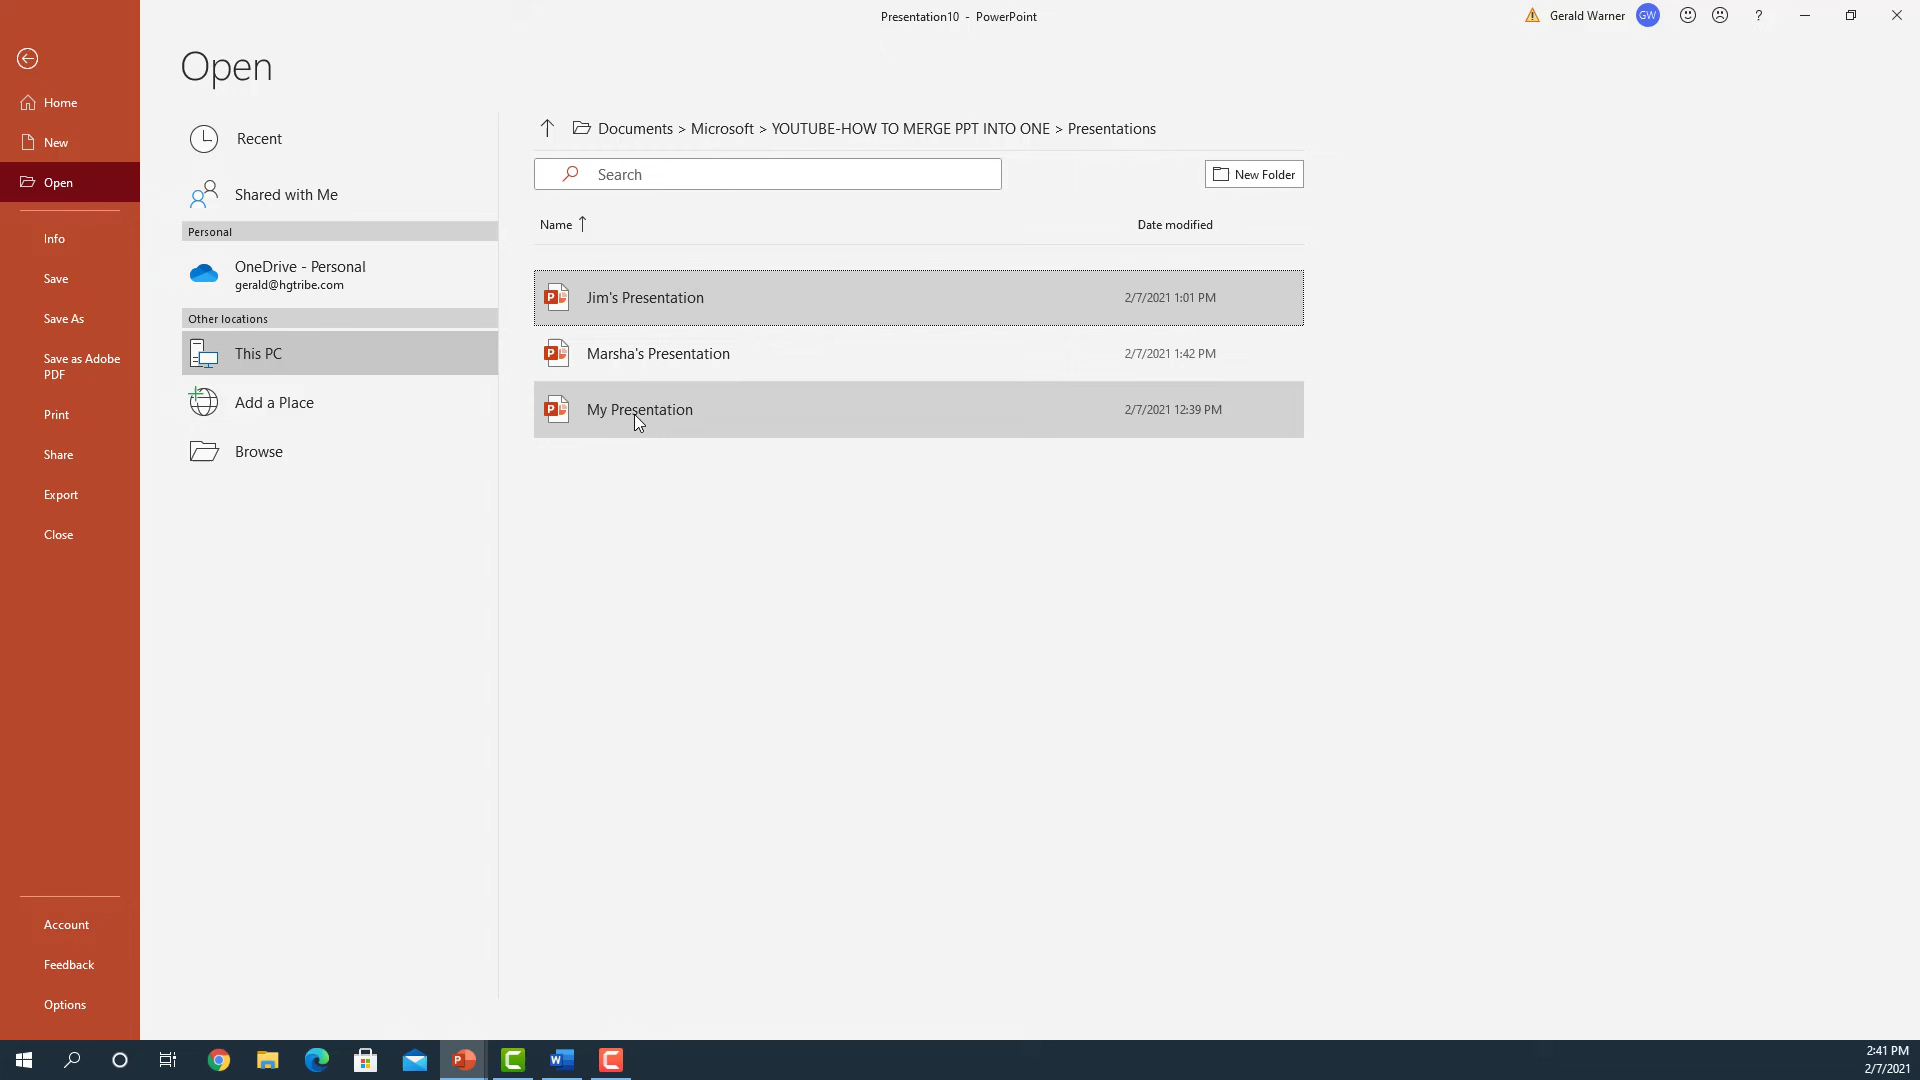 Presentation10 - PowerPoint
Gerald Warner
GW
?
Open
Home
New
Open
Info
Save
Save As
Save as Adobe
PDF
Print
Share
Export
Close
Account
Feedback
Options
Recent
Shared with Me
Personal
OneDrive - Personal
gerald@hgtribe.com
Other locations
This PC
Add a Place
Browse
Documents > Microsoft > YOUTUBE-HOW TO MERGE PPT INTO ONE > Presentations
Search
New Folder
Name
Date modified
Jim's Presentation
2/7/2021 1:01 PM
Marsha's Presentation
2/7/2021 1:42 PM
My Presentation
2/7/2021 12:39 PM
2:41 PM
2/7/2021